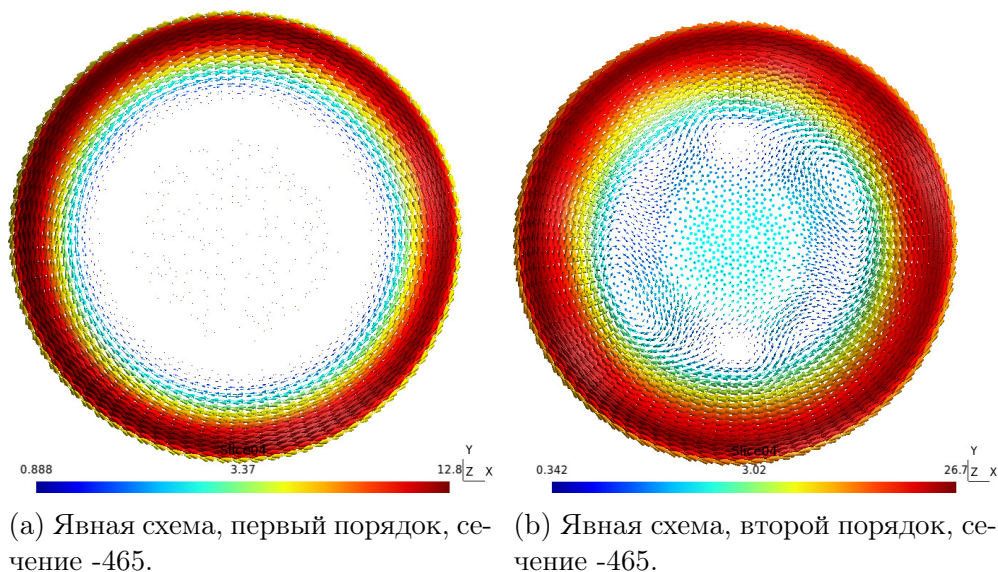 Slice04
0.888 3.37 12.8
Y
Z X
(a) Явная схема, первый порядок, се-
чение -465.
Slice04
0.342 3.02 26.7
Y
Z X
(b) Явная схема, второй порядок, се-
чение -465.